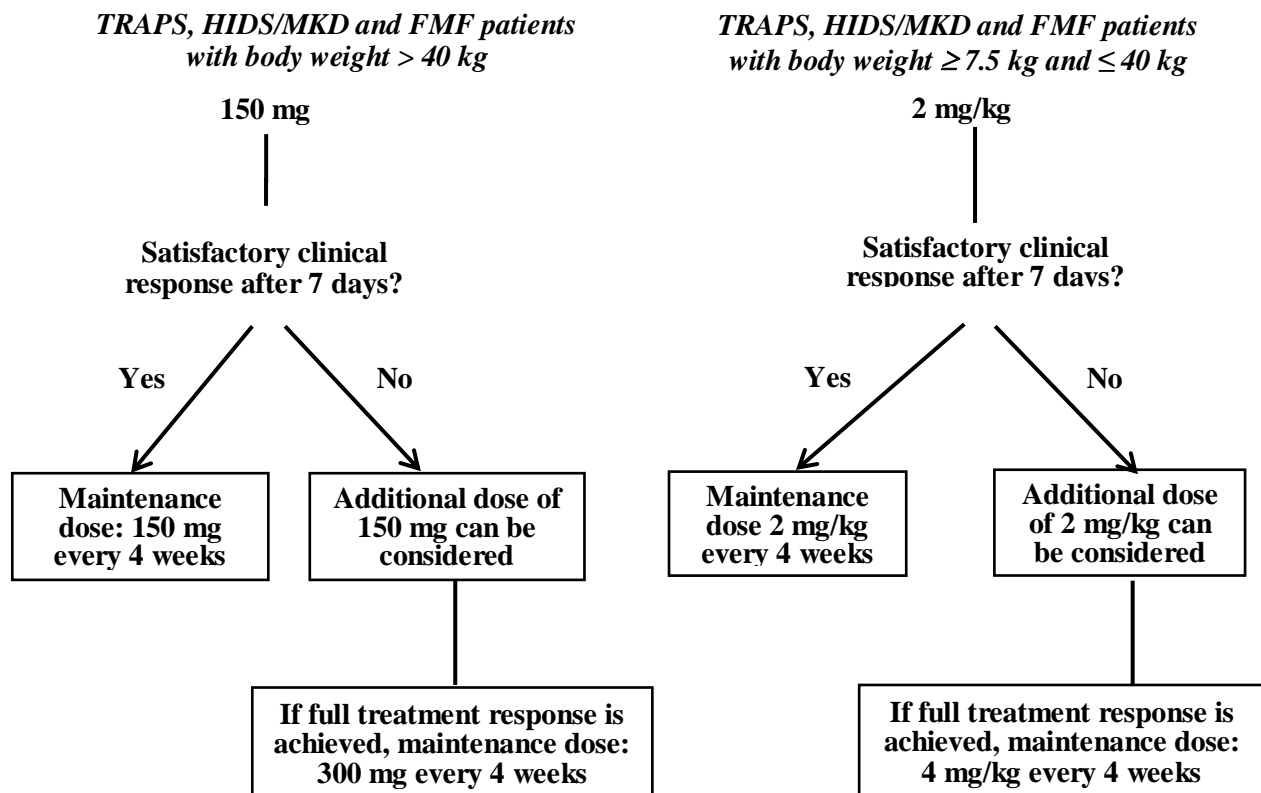 TRAPS, HIDS/MKD and FMF patients
with body weight > 40 kg
150 mg
Satisfactory clinical
response after 7 days?
Yes
No
Maintenance
dose: 150 mg
every 4 weeks
Additional dose of
150 mg can be
considered
If full treatment response is
achieved, maintenance dose:
300 mg every 4 weeks
TRAPS, HIDS/MKD and FMF patients
with body weight ≥ 7.5 kg and ≤ 40 kg
2 mg/kg
Satisfactory clinical
response after 7 days?
Yes
No
Maintenance
dose 2 mg/kg
every 4 weeks
Additional dose
of 2 mg/kg can
be considered
If full treatment response is
achieved, maintenance dose:
4 mg/kg every 4 weeks